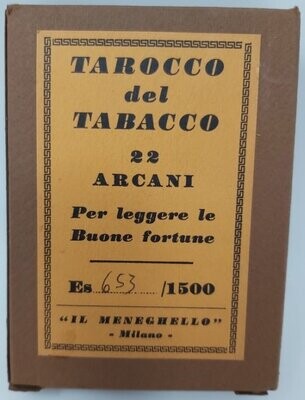 TAROCCO
del
TABACCO
22
ARCANI
Per leggere le
Buone fortune
Es 653 /1500
"IL MENEGHELLO"
- Milano -